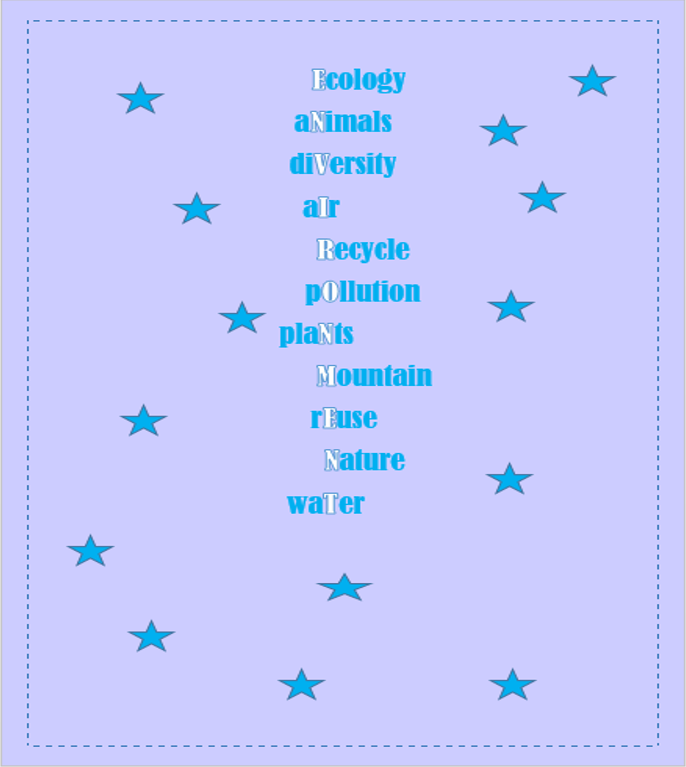 Ecology
aNimals
diVersity
aIr
Recycle
pOllution
plaNts
Mountain
rEuse
Nature
waTer